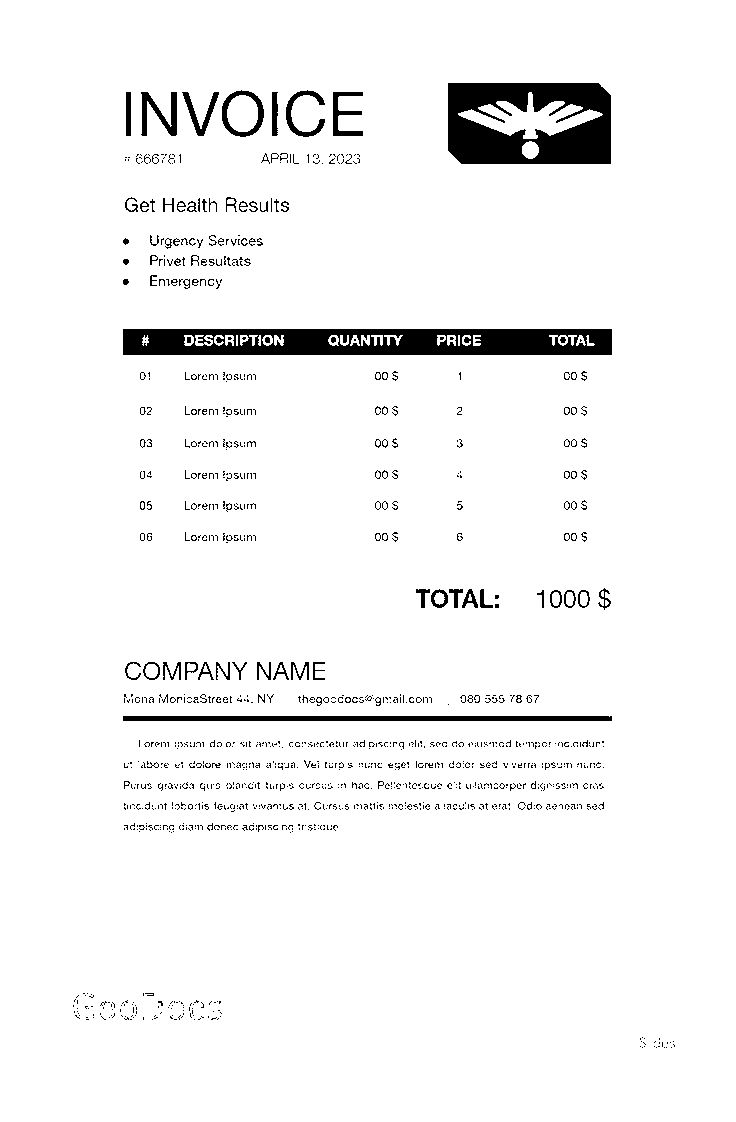 INVOICE
# 666781 APRIL 13, 2023
Get Health Results
● Urgency Services
● Privet Resultats
● Emergency
# DESCRIPTION QUANTITY PRICE TOTAL
01 Lorem Ipsum 00 $ 1 00 $
02 Lorem Ipsum 00 $ 2 00 $
03 Lorem Ipsum 00 $ 3 00 $
04 Lorem Ipsum 00 $ 4 00 $
05 Lorem Ipsum 00 $ 5 00 $
06 Lorem Ipsum 00 $ 6 00 $
TOTAL: 1000 $
COMPANY NAME
Mona MonicaStreet 44, NY thegoodocs@gmail.com 089 555 78 67
Lorem ipsum dolor sit amet, consectetur adipiscing elit, sed do eiusmod tempor incididunt
ut labore et dolore magna aliqua. Vel turpis nunc eget lorem dolor sed viverra ipsum nunc.
Purus gravida quis blandit turpis cursus in hac. Pellentesque elit ullamcorper dignissim cras
tincidunt lobortis feugiat vivamus at. Cursus mattis molestie a iaculis at erat. Odio aenean sed
adipiscing diam donec adipiscing tristique
GooDocs
Slides